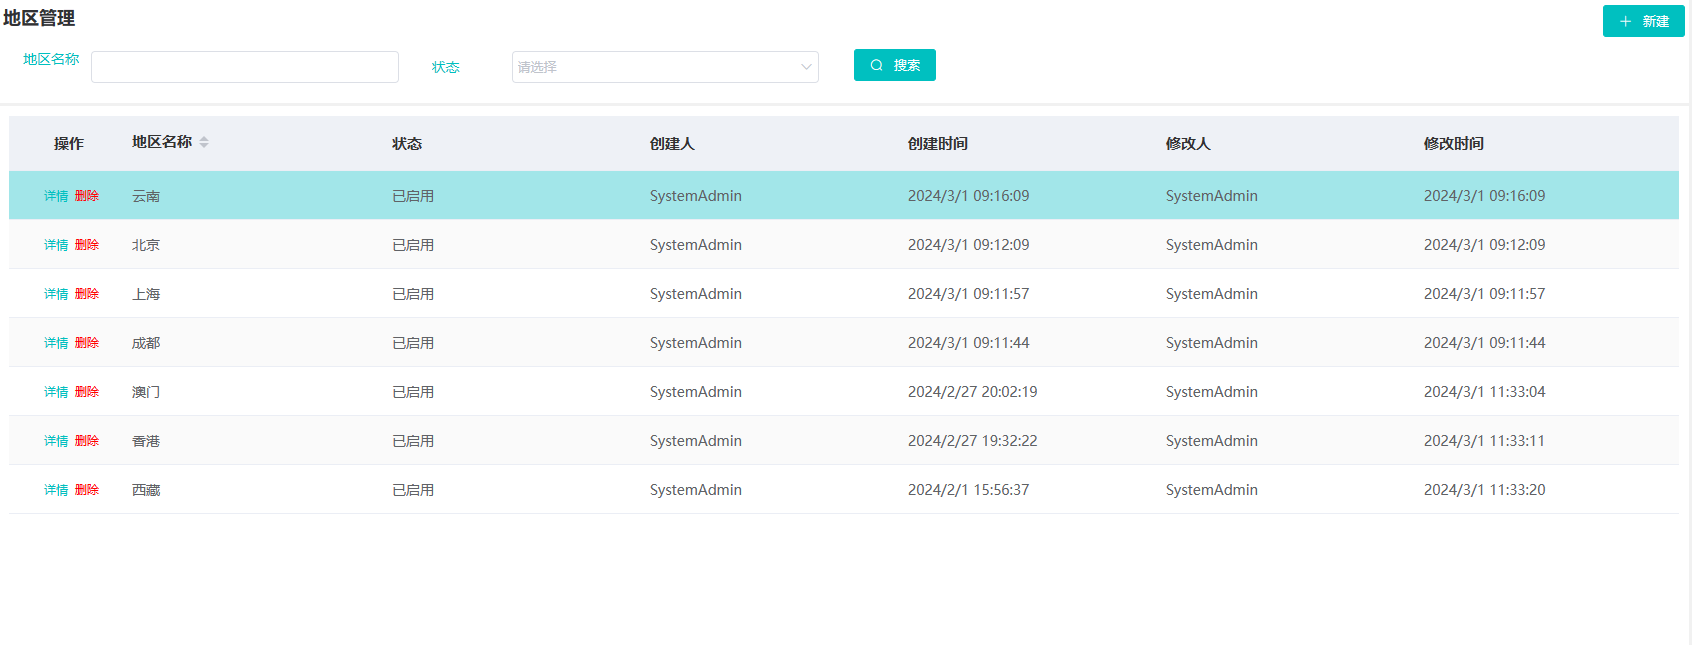 地区管理
新建
地区名称
状态 请选择 搜索
操作 地区名称 状态 创建人 创建时间 修改人 修改时间
详情 删除 云南 已启用 SystemAdmin 2024/3/1 09:16:09 SystemAdmin 2024/3/1 09:16:09
详情 删除 北京 已启用 SystemAdmin 2024/3/1 09:12:09 SystemAdmin 2024/3/1 09:12:09
详情 删除 上海 已启用 SystemAdmin 2024/3/1 09:11:57 SystemAdmin 2024/3/1 09:11:57
详情 删除 成都 已启用 SystemAdmin 2024/3/1 09:11:44 SystemAdmin 2024/3/1 09:11:44
详情 删除 澳门 已启用 SystemAdmin 2024/2/27 20:02:19 SystemAdmin 2024/3/1 11:33:04
详情 删除 香港 已启用 SystemAdmin 2024/2/27 19:32:22 SystemAdmin 2024/3/1 11:33:11
详情 删除 西藏 已启用 SystemAdmin 2024/2/1 15:56:37 SystemAdmin 2024/3/1 11:33:20